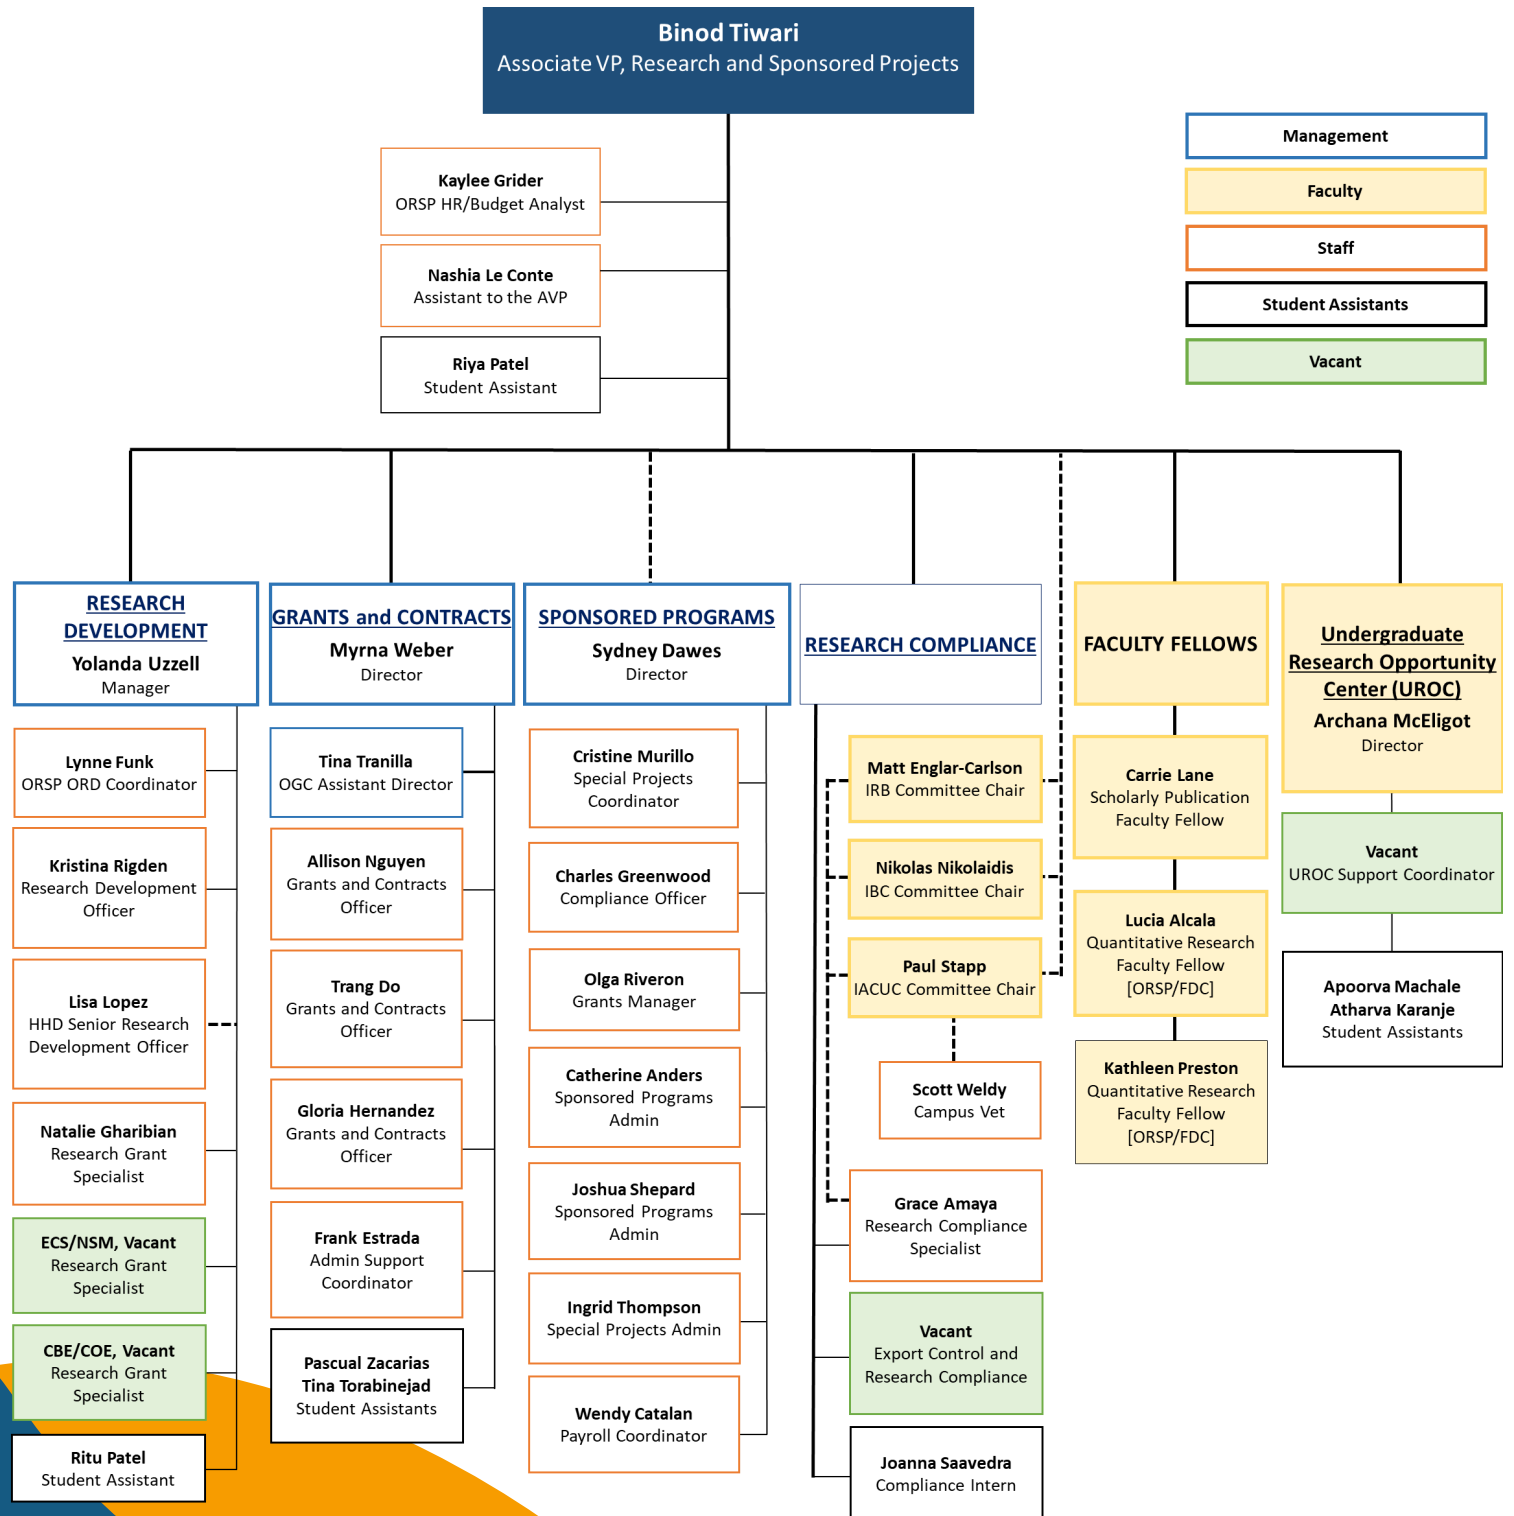 Binod Tiwari
Associate VP, Research and Sponsored Projects
Management
Faculty
Staff
Student Assistants
Vacant
Kaylee Grider
ORSP HR/Budget Analyst
Nashia Le Conte
Assistant to the AVP
Riya Patel
Student Assistant
RESEARCH
DEVELOPMENT
Yolanda Uzzell
Manager
Lynne Funk
ORSP ORD Coordinator
Kristina Rigden
Research Development
Officer
Lisa Lopez
HHD Senior Research
Development Officer
Natalie Gharibian
Research Grant
Specialist
ECS/NSM, Vacant
Research Grant
Specialist
CBE/COE, Vacant
Research Grant
Specialist
Ritu Patel
Student Assistant
GRANTS and CONTRACTS
Myrna Weber
Director
Tina Tranilla
OGC Assistant Director
Allison Nguyen
Grants and Contracts
Officer
Trang Do
Grants and Contracts
Officer
Gloria Hernandez
Grants and Contracts
Officer
Frank Estrada
Admin Support
Coordinator
Pascual Zacarias
Tina Torabinejad
Student Assistants
SPONSORED PROGRAMS
Sydney Dawes
Director
Cristine Murillo
Special Projects
Coordinator
Charles Greenwood
Compliance Officer
Olga Riveron
Grants Manager
Catherine Anders
Sponsored Programs
Admin
Joshua Shepard
Sponsored Programs
Admin
Ingrid Thompson
Special Projects Admin
Wendy Catalan
Payroll Coordinator
RESEARCH COMPLIANCE
Matt Englar-Carlson
IRB Committee Chair
Nikolas Nikolaidis
IBC Committee Chair
Paul Stapp
IACUC Committee Chair
Scott Weldy
Campus Vet
Grace Amaya
Research Compliance
Specialist
Vacant
Export Control and
Research Compliance
Joanna Saavedra
Compliance Intern
FACULTY FELLOWS
Carrie Lane
Scholarly Publication
Faculty Fellow
Lucia Alcala
Quantitative Research
Faculty Fellow
[ORSP/FDC]
Kathleen Preston
Quantitative Research
Faculty Fellow
[ORSP/FDC]
Undergraduate
Research Opportunity
Center (UROC)
Archana McEligot
Director
Vacant
UROC Support Coordinator
Apoorva Machale
Atharva Karanje
Student Assistants